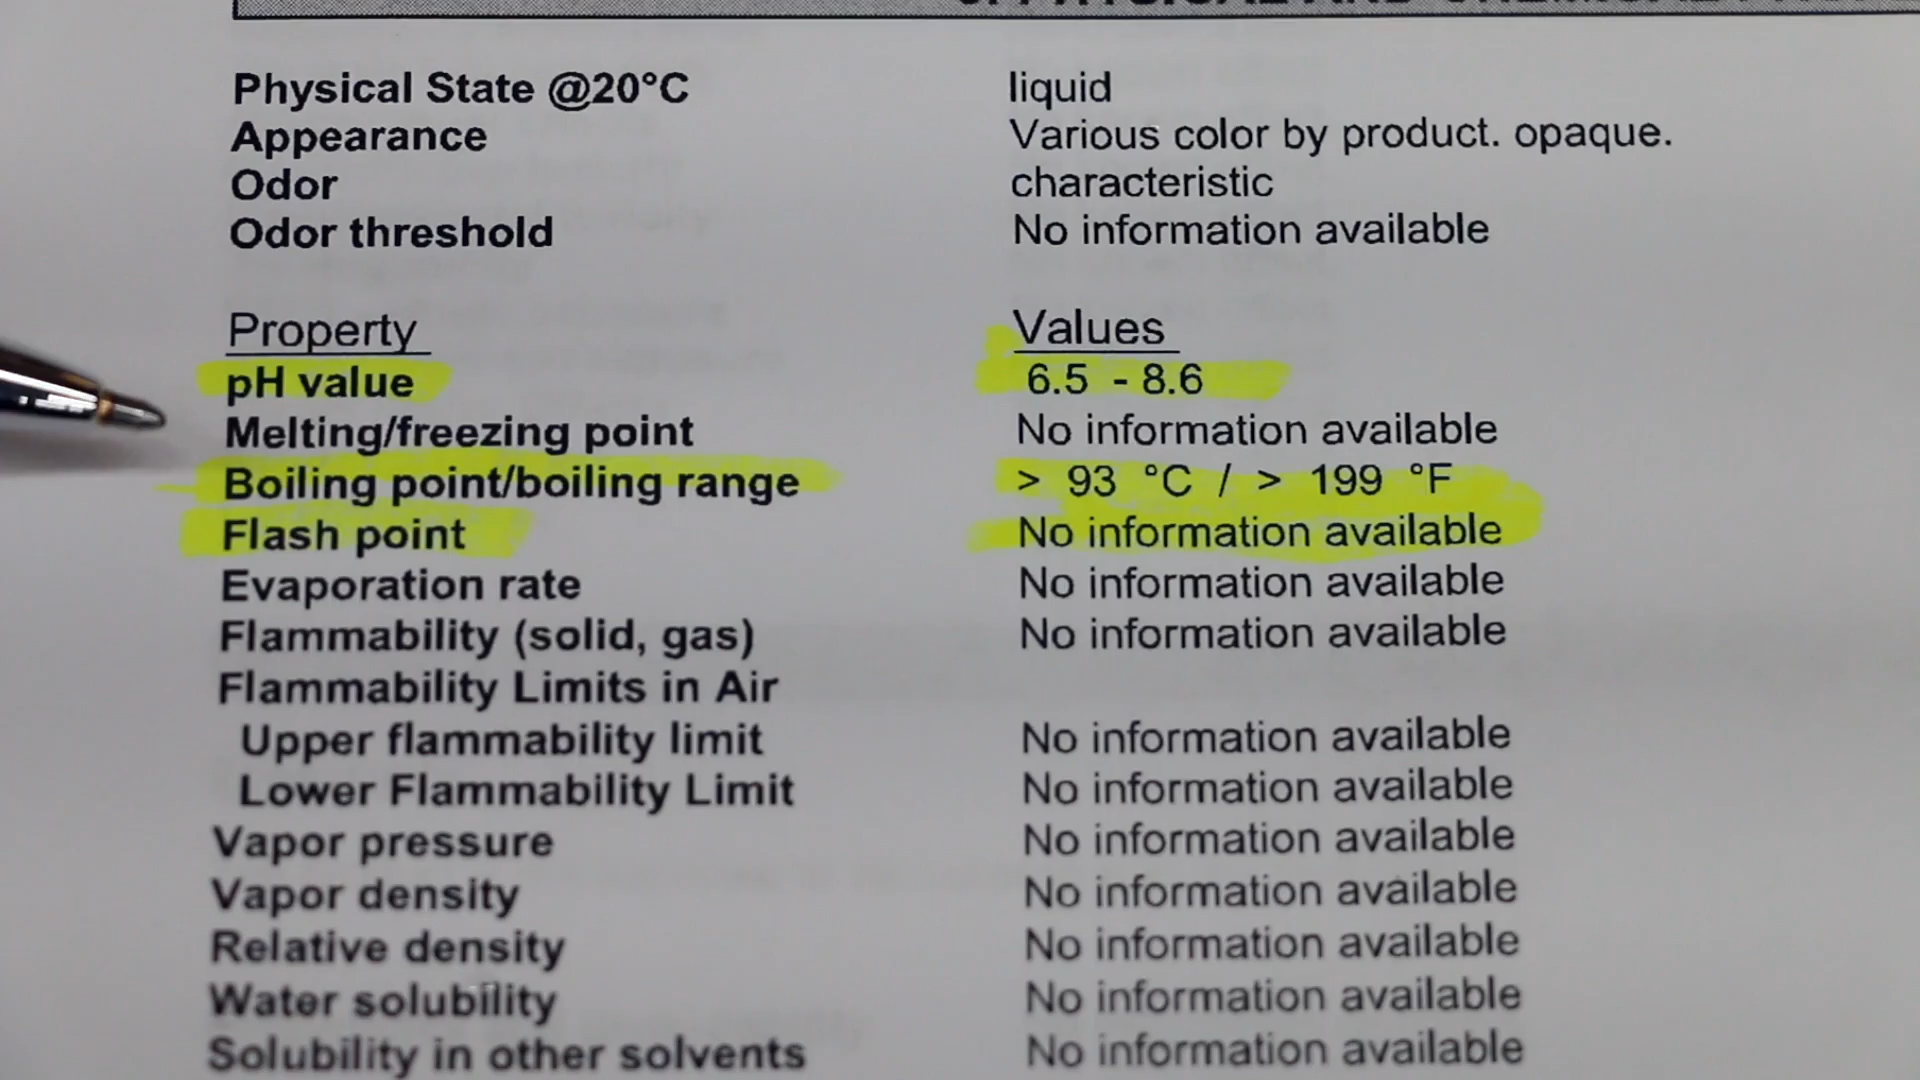 Physical State @20°C liquid
Appearance Various color by product. opaque.
Odor characteristic
Odor threshold No information available
Property Values
pH value 6.5 - 8.6
Melting/freezing point No information available
Boiling point/boiling range > 93 °C / > 199 °F
Flash point No information available
Evaporation rate No information available
Flammability (solid, gas) No information available
Flammability Limits in Air
Upper flammability limit No information available
Lower Flammability Limit No information available
Vapor pressure No information available
Vapor density No information available
Relative density No information available
Water solubility No information available
Solubility in other solvents No information available